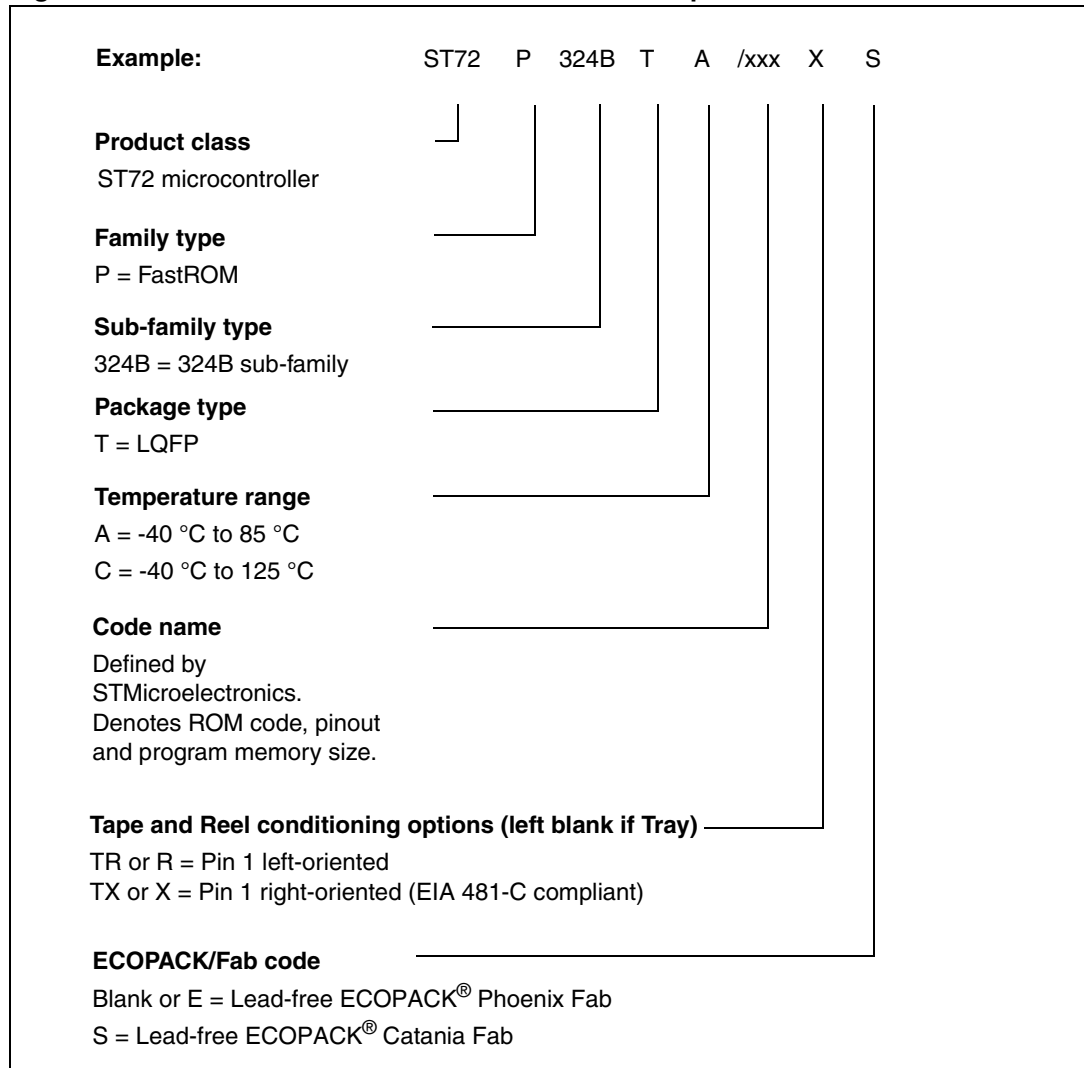 Example: ST72 P 324B T A /xxx X S
Product class
ST72 microcontroller
Family type
P = FastROM
Sub-family type
324B = 324B sub-family
Package type
T = LQFP
Temperature range
A = -40 °C to 85 °C
C = -40 °C to 125 °C
Code name
Defined by
STMicroelectronics.
Denotes ROM code, pinout
and program memory size.
Tape and Reel conditioning options (left blank if Tray)
TR or R = Pin 1 left-oriented
TX or X = Pin 1 right-oriented (EIA 481-C compliant)
ECOPACK/Fab code
Blank or E = Lead-free ECOPACK® Phoenix Fab
S = Lead-free ECOPACK® Catania Fab